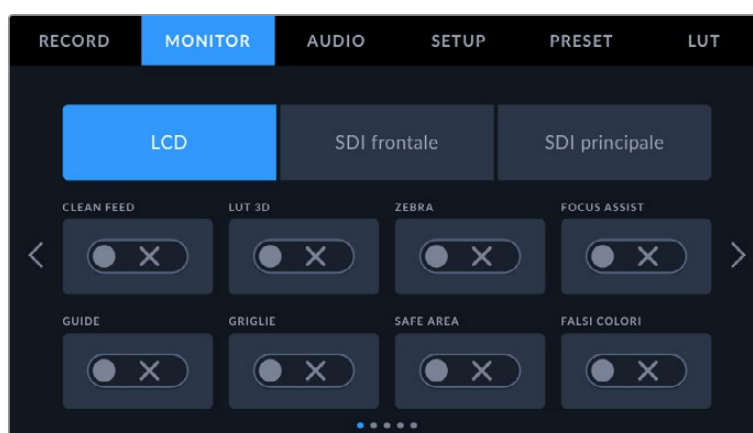 RECORD MONITOR AUDIO SETUP PRESET LUT
LCD SDI frontale SDI principale
CLEAN FEED LUT 3D ZEBRA FOCUS ASSIST
GUIDE GRIGLIE SAFE AREA FALSI COLORI